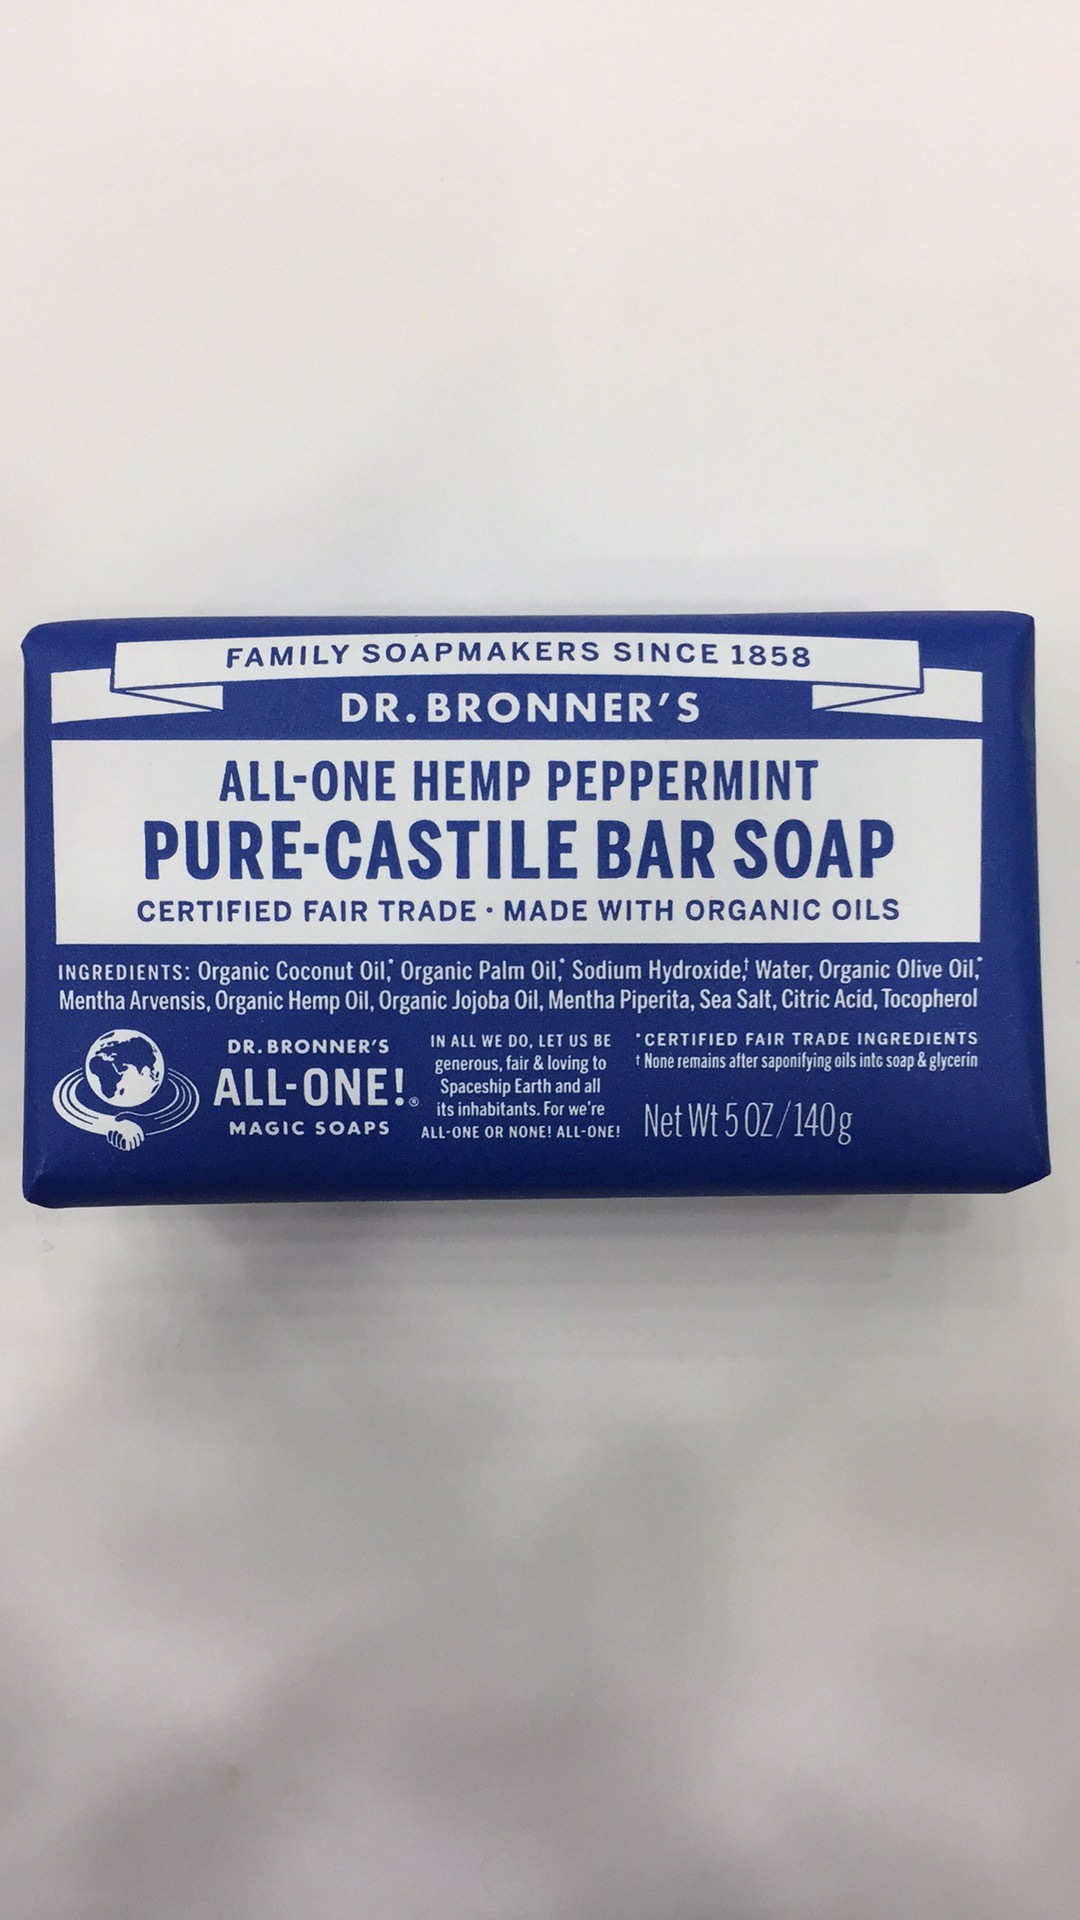 FAMILY SOAPMAKERS SINCE 1858
DR. BRONNER'S
ALL-ONE HEMP PEPPERMINT
PURE-CASTILE BAR SOAP
CERTIFIED FAIR TRADE · MADE WITH ORGANIC OILS
INGREDIENTS: Organic Coconut Oil,* Organic Palm Oil,* Sodium Hydroxide,† Water, Organic Olive Oil,*
Mentha Arvensis, Organic Hemp Oil, Organic Jojoba Oil, Mentha Piperita, Sea Salt, Citric Acid, Tocopherol
DR. BRONNER'S
ALL-ONE!®
MAGIC SOAPS
IN ALL WE DO, LET US BE
generous, fair & loving to
Spaceship Earth and all
its inhabitants. For we're
ALL-ONE OR NONE! ALL-ONE!
*CERTIFIED FAIR TRADE INGREDIENTS
† None remains after saponifying oils into soap & glycerin
Net Wt 5 OZ/140g